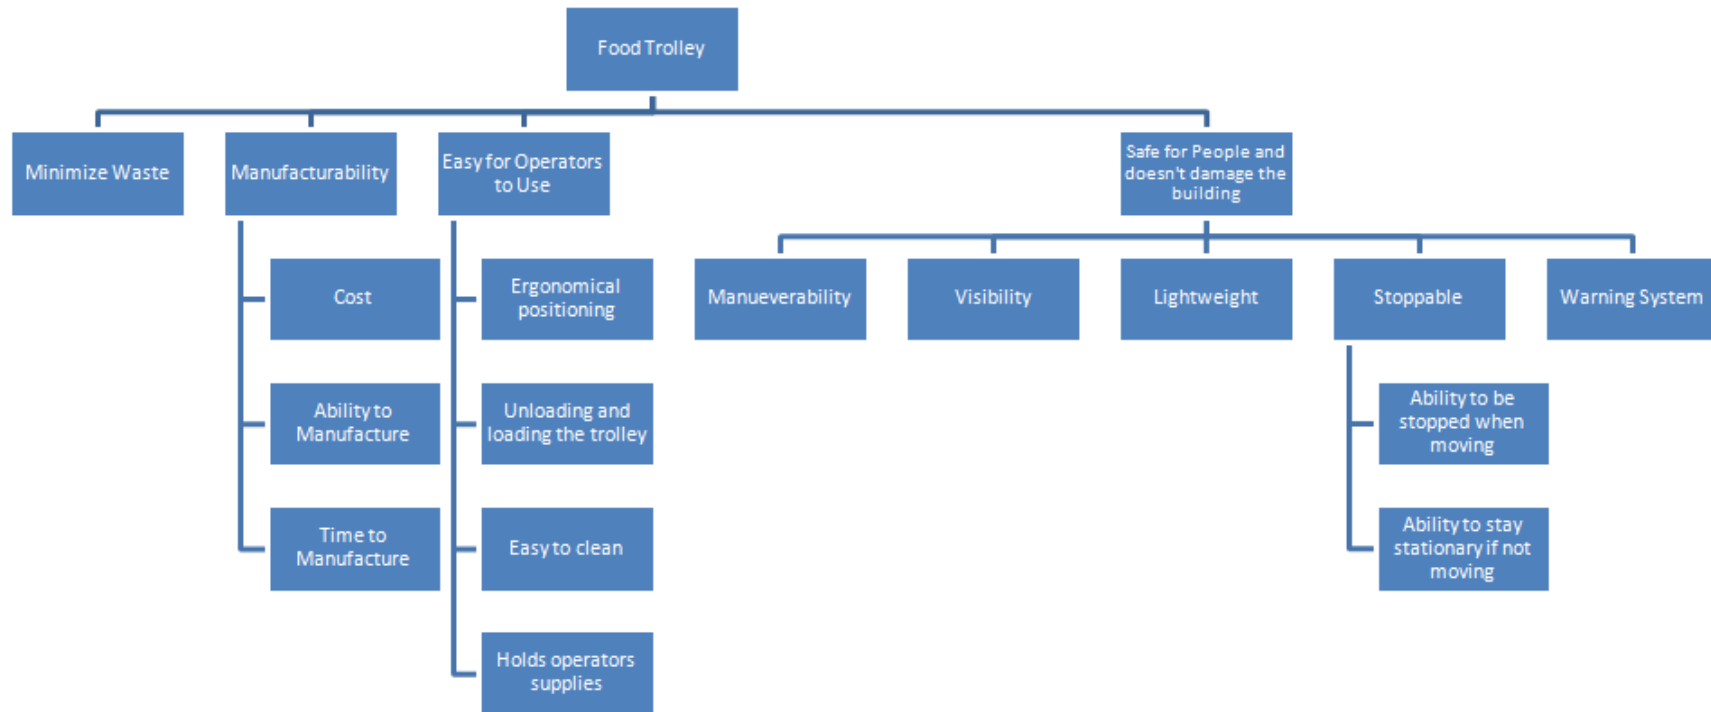 Food Trolley
Minimize Waste
Manufacturability
Easy for Operators
to Use
Safe for People and
doesn't damage the
building
Cost
Ability to
Manufacture
Time to
Manufacture
Ergonomical
positioning
Unloading and
loading the trolley
Easy to clean
Holds operators
supplies
Manueverability
Visibility
Lightweight
Stoppable
Warning System
Ability to be
stopped when
moving
Ability to stay
stationary if not
moving